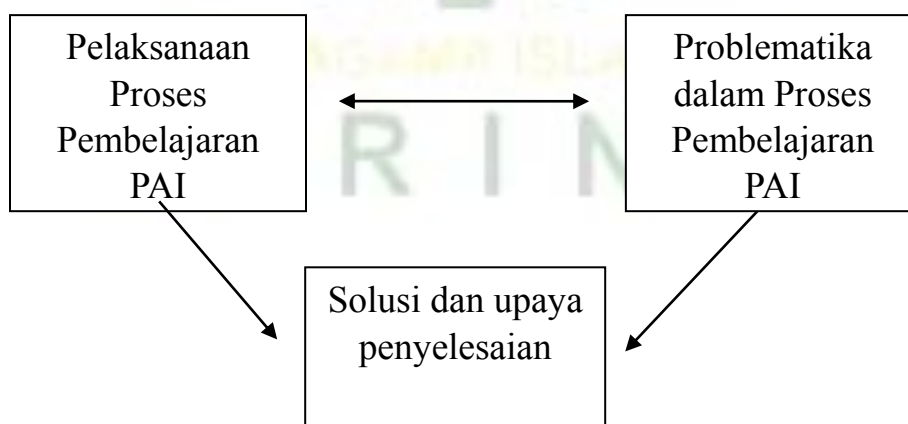 Pelaksanaan
Proses
Pembelajaran
PAI
Problematika
dalam Proses
Pembelajaran
PAI
Solusi dan upaya
penyelesaian